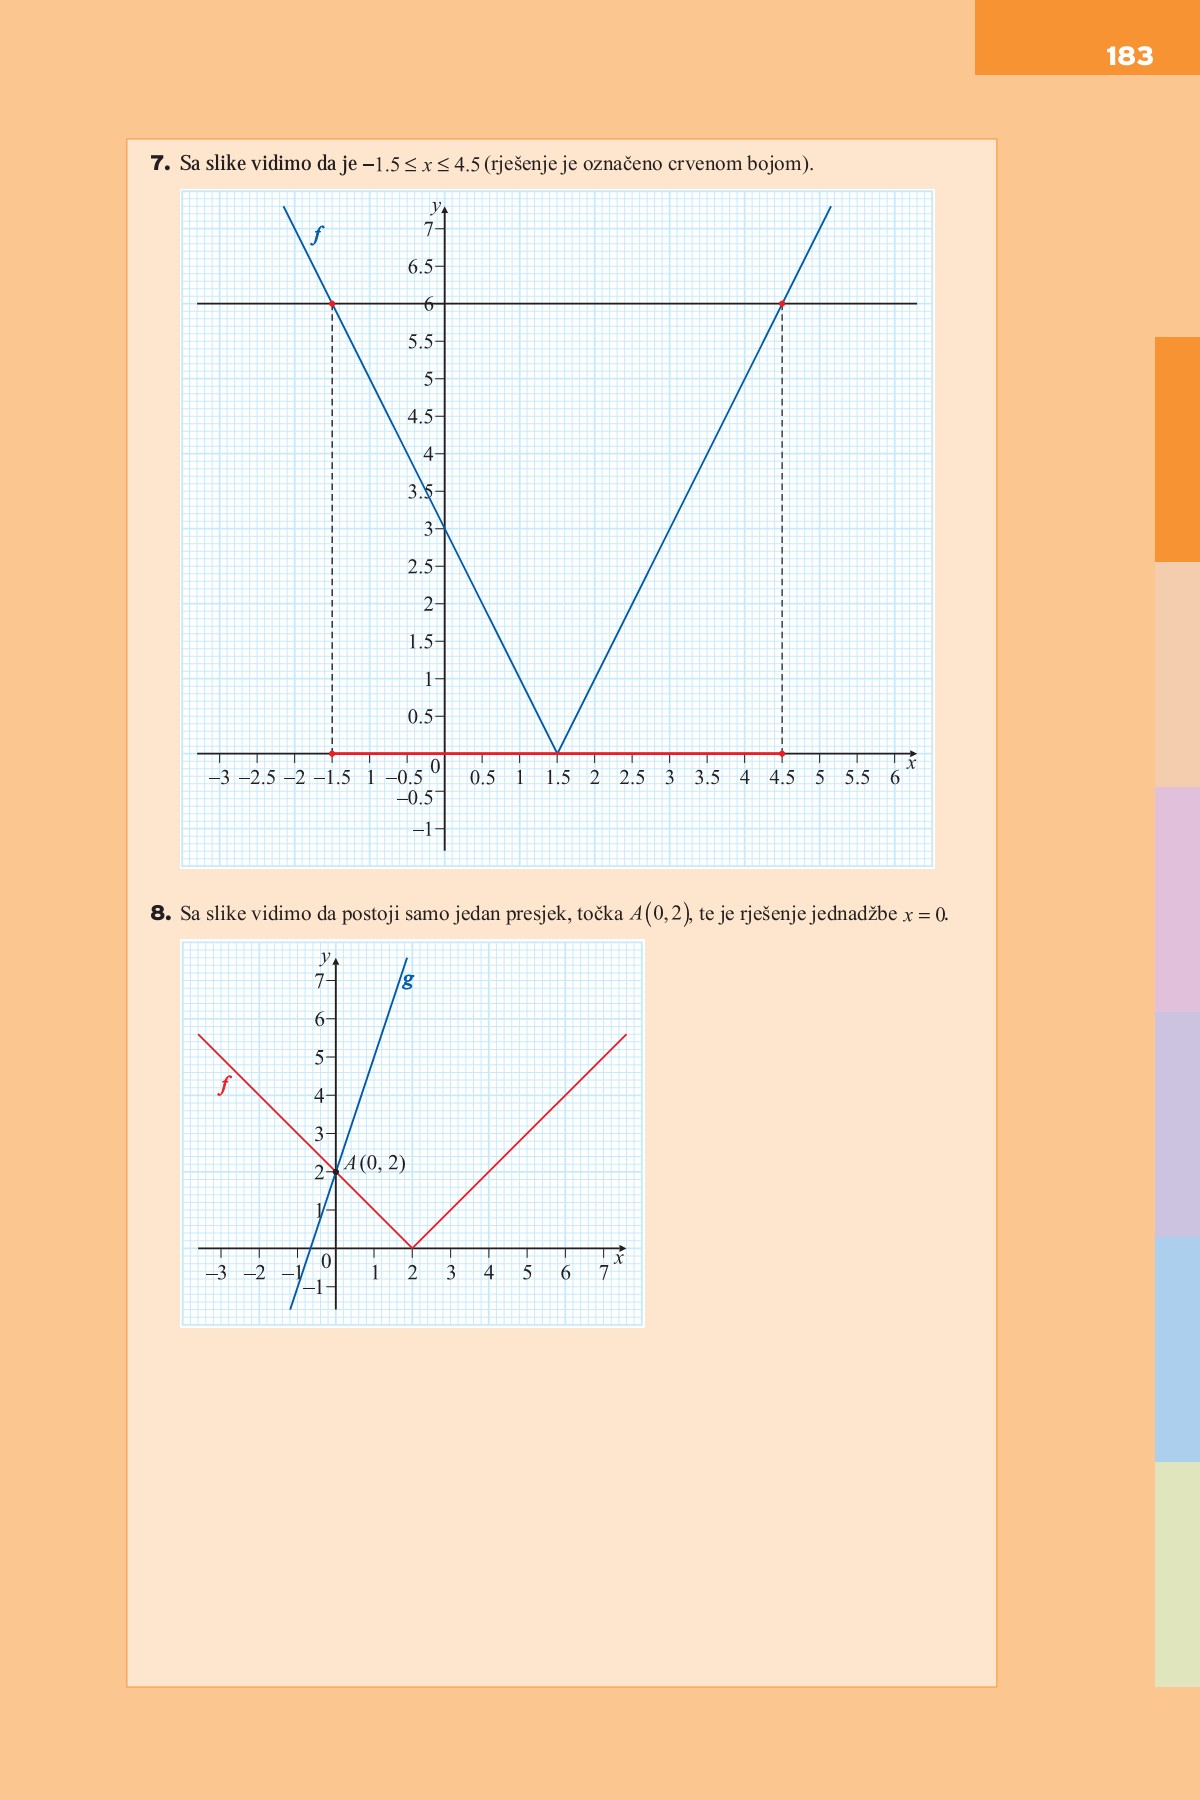 183
7. Sa slike vidimo da je –1.5 ≤ x ≤ 4.5 (rješenje je označeno crvenom bojom).
y
7
f
6.5
6
5.5
5
4.5
4
3.5
3
2.5
2
1.5
1
0.5
0
x
–3 –2.5 –2 –1.5 1 –0.5 0.5 1 1.5 2 2.5 3 3.5 4 4.5 5 5.5 6
–0.5
–1
8. Sa slike vidimo da postoji samo jedan presjek, točka A(0, 2), te je rješenje jednadžbe x = 0.
y
7
g
6
5
4
f
3
2
A(0, 2)
1
0
x
–3 –2 –1 1 2 3 4 5 6 7
–1